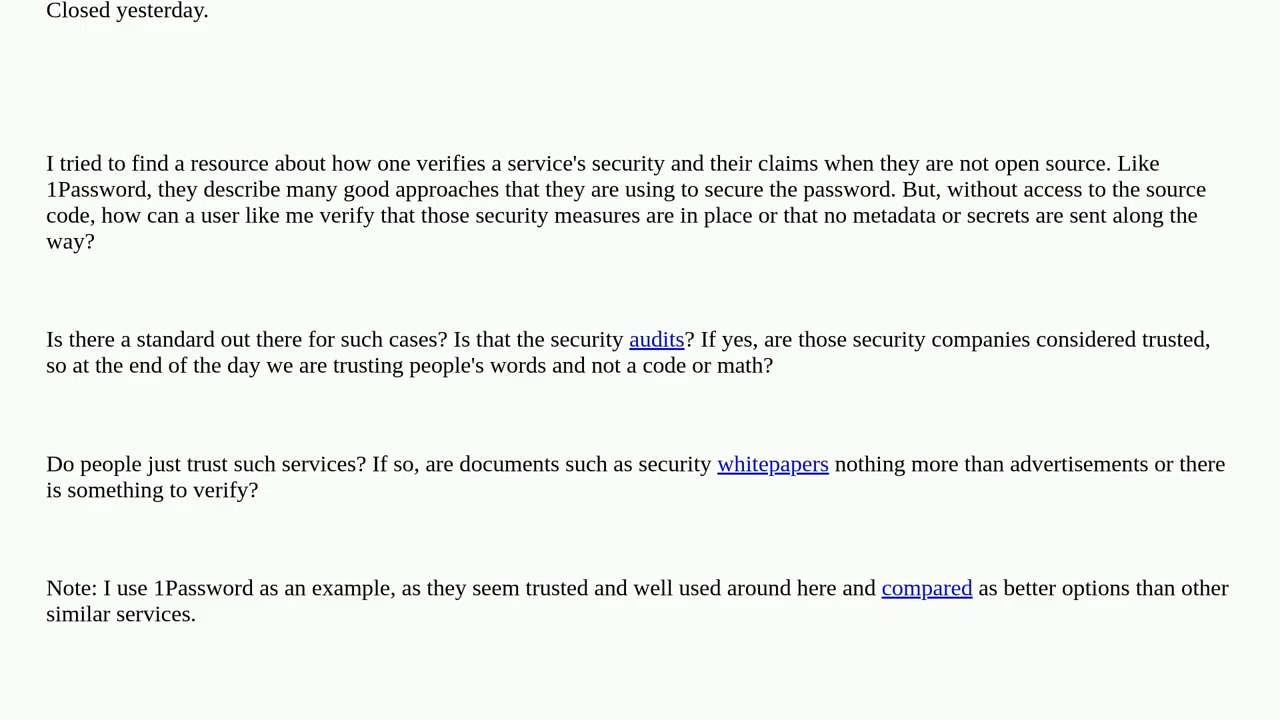 Closed yesterday.
I tried to find a resource about how one verifies a service's security and their claims when they are not open source. Like
1Password, they describe many good approaches that they are using to secure the password. But, without access to the source
code, how can a user like me verify that those security measures are in place or that no metadata or secrets are sent along the
way?
Is there a standard out there for such cases? Is that the security audits? If yes, are those security companies considered trusted,
so at the end of the day we are trusting people's words and not a code or math?
Do people just trust such services? If so, are documents such as security whitepapers nothing more than advertisements or there
is something to verify?
Note: I use 1Password as an example, as they seem trusted and well used around here and compared as better options than other
similar services.